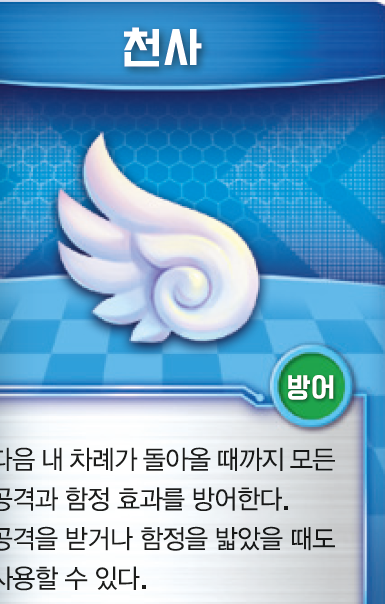 천사
방어
다음 내 차례가 돌아올 때까지 모든
공격과 함정 효과를 방어한다.
공격을 받거나 함정을 밟았을 때도
사용할 수 있다.